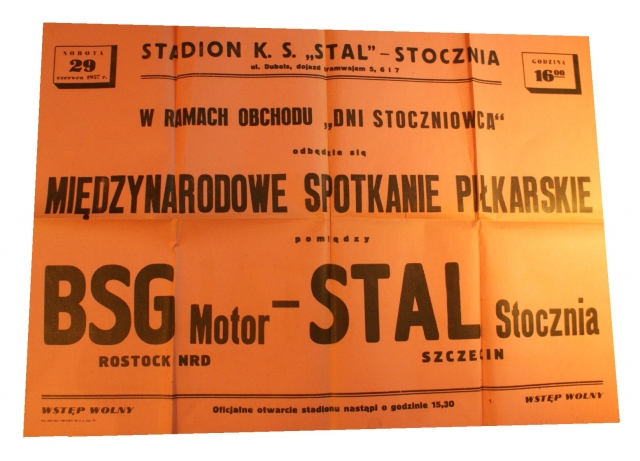 SOBOTA
29
czerwca 1957 r.
STADION K. S. „STAL”–STOCZNIA
ul. Dubois, dojazd tramwajem 5, 6 i 7
GODZINA
16⁰⁰
W RAMACH OBCHODU „DNI STOCZNIOWCA"
odbędzie się
MIĘDZYNARODOWE SPOTKANIE PIŁKARSKIE
pomiędzy
BSG Motor – STAL Stocznia
ROSTOCK NRD SZCZECIN
WSTĘP WOLNY
Oficjalne otwarcie stadionu nastąpi o godzinie 15,30
WSTĘP WOLNY